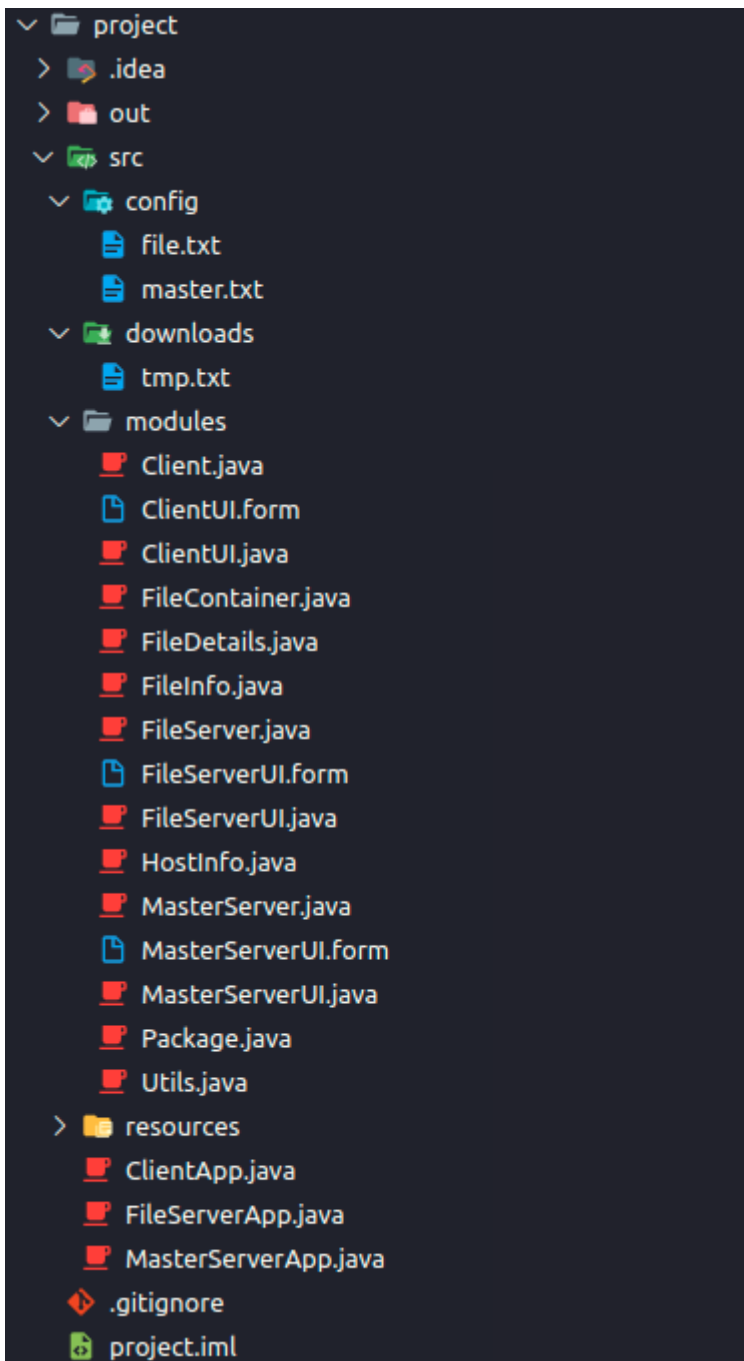 project
.idea
out
src
config
file.txt
master.txt
downloads
tmp.txt
modules
Client.java
ClientUI.form
ClientUI.java
FileContainer.java
FileDetails.java
FileInfo.java
FileServer.java
FileServerUI.form
FileServerUI.java
HostInfo.java
MasterServer.java
MasterServerUI.form
MasterServerUI.java
Package.java
Utils.java
resources
ClientApp.java
FileServerApp.java
MasterServerApp.java
.gitignore
project.iml